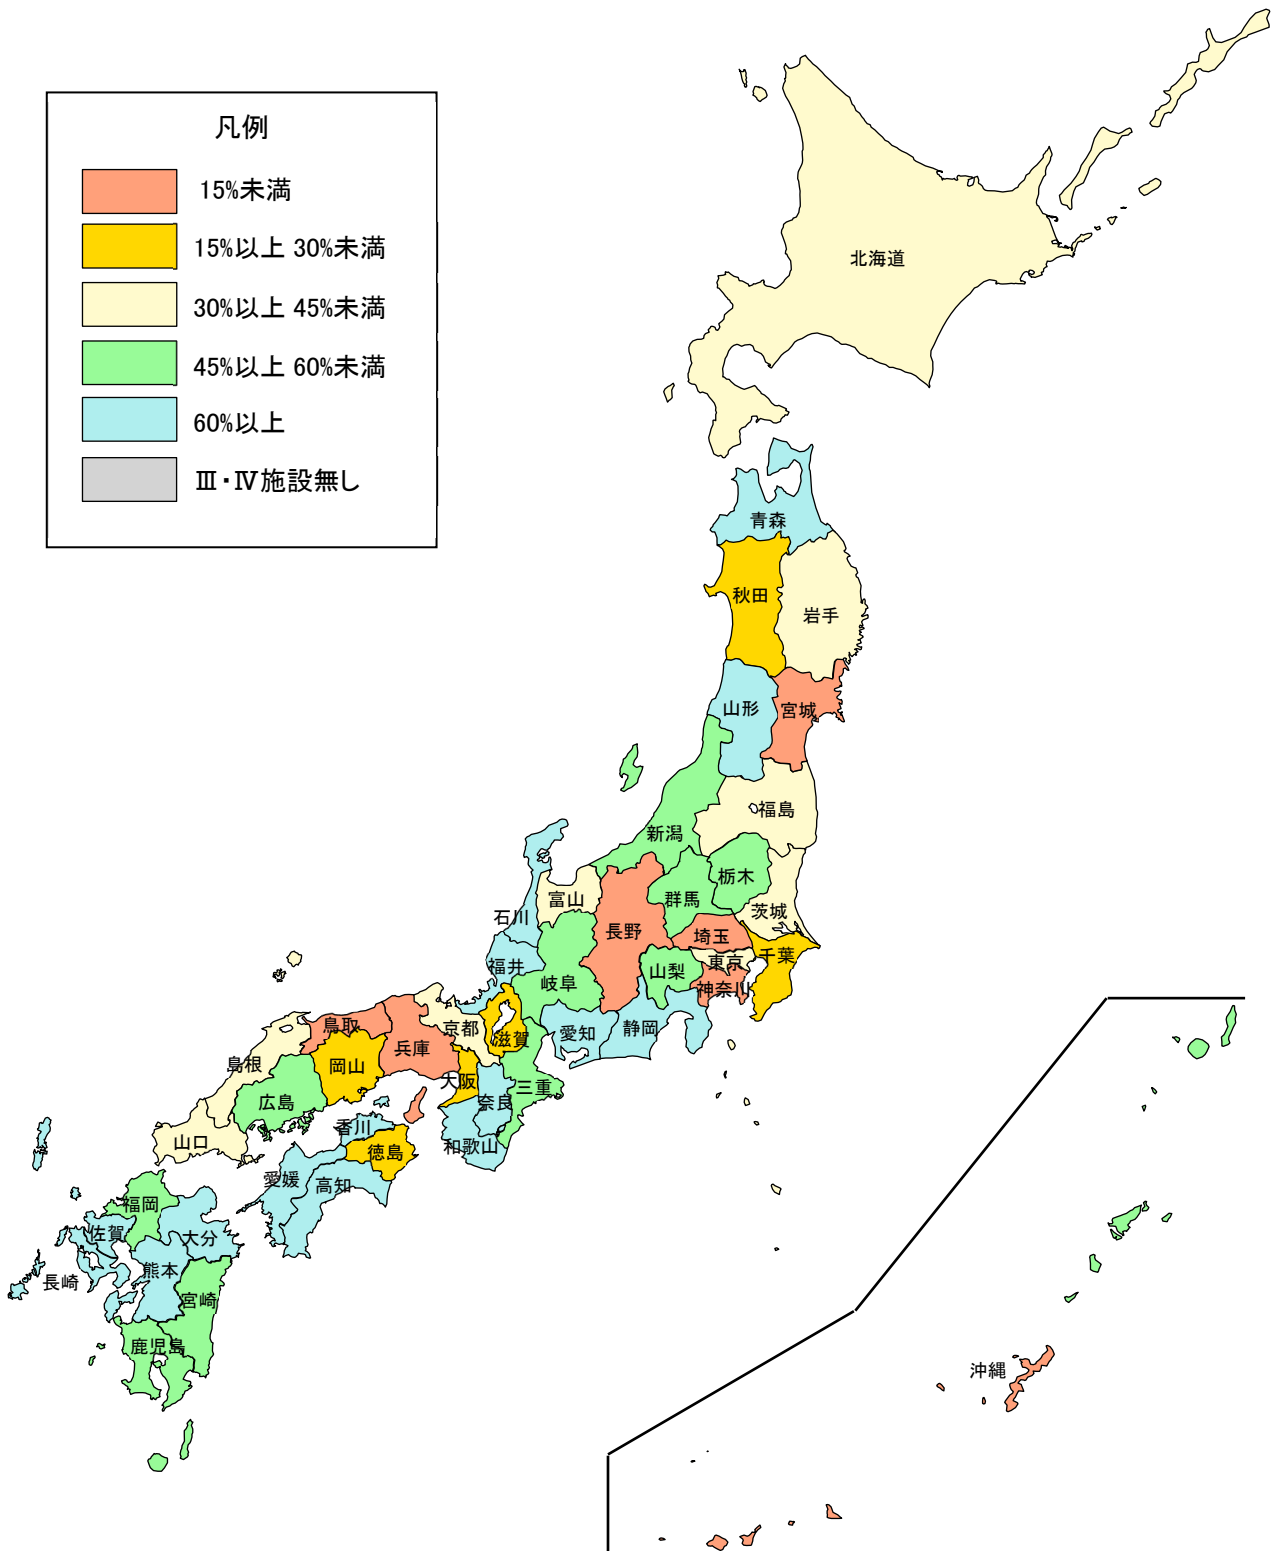 凡例
15%未満
15%以上 30%未満
30%以上 45%未満
45%以上 60%未満
60%以上
Ⅲ・Ⅳ施設無し
北海道
青森
秋田
岩手
山形
宮城
福島
新潟
栃木
群馬
富山
茨城
石川
長野
埼玉
千葉
東京
福井
山梨
岐阜
神奈川
鳥取
京都
愛知
静岡
滋賀
兵庫
島根
岡山
大阪
三重
広島
奈良
香川
山口
和歌山
徳島
愛媛
高知
福岡
佐賀
大分
熊本
長崎
宮崎
鹿児島
沖縄